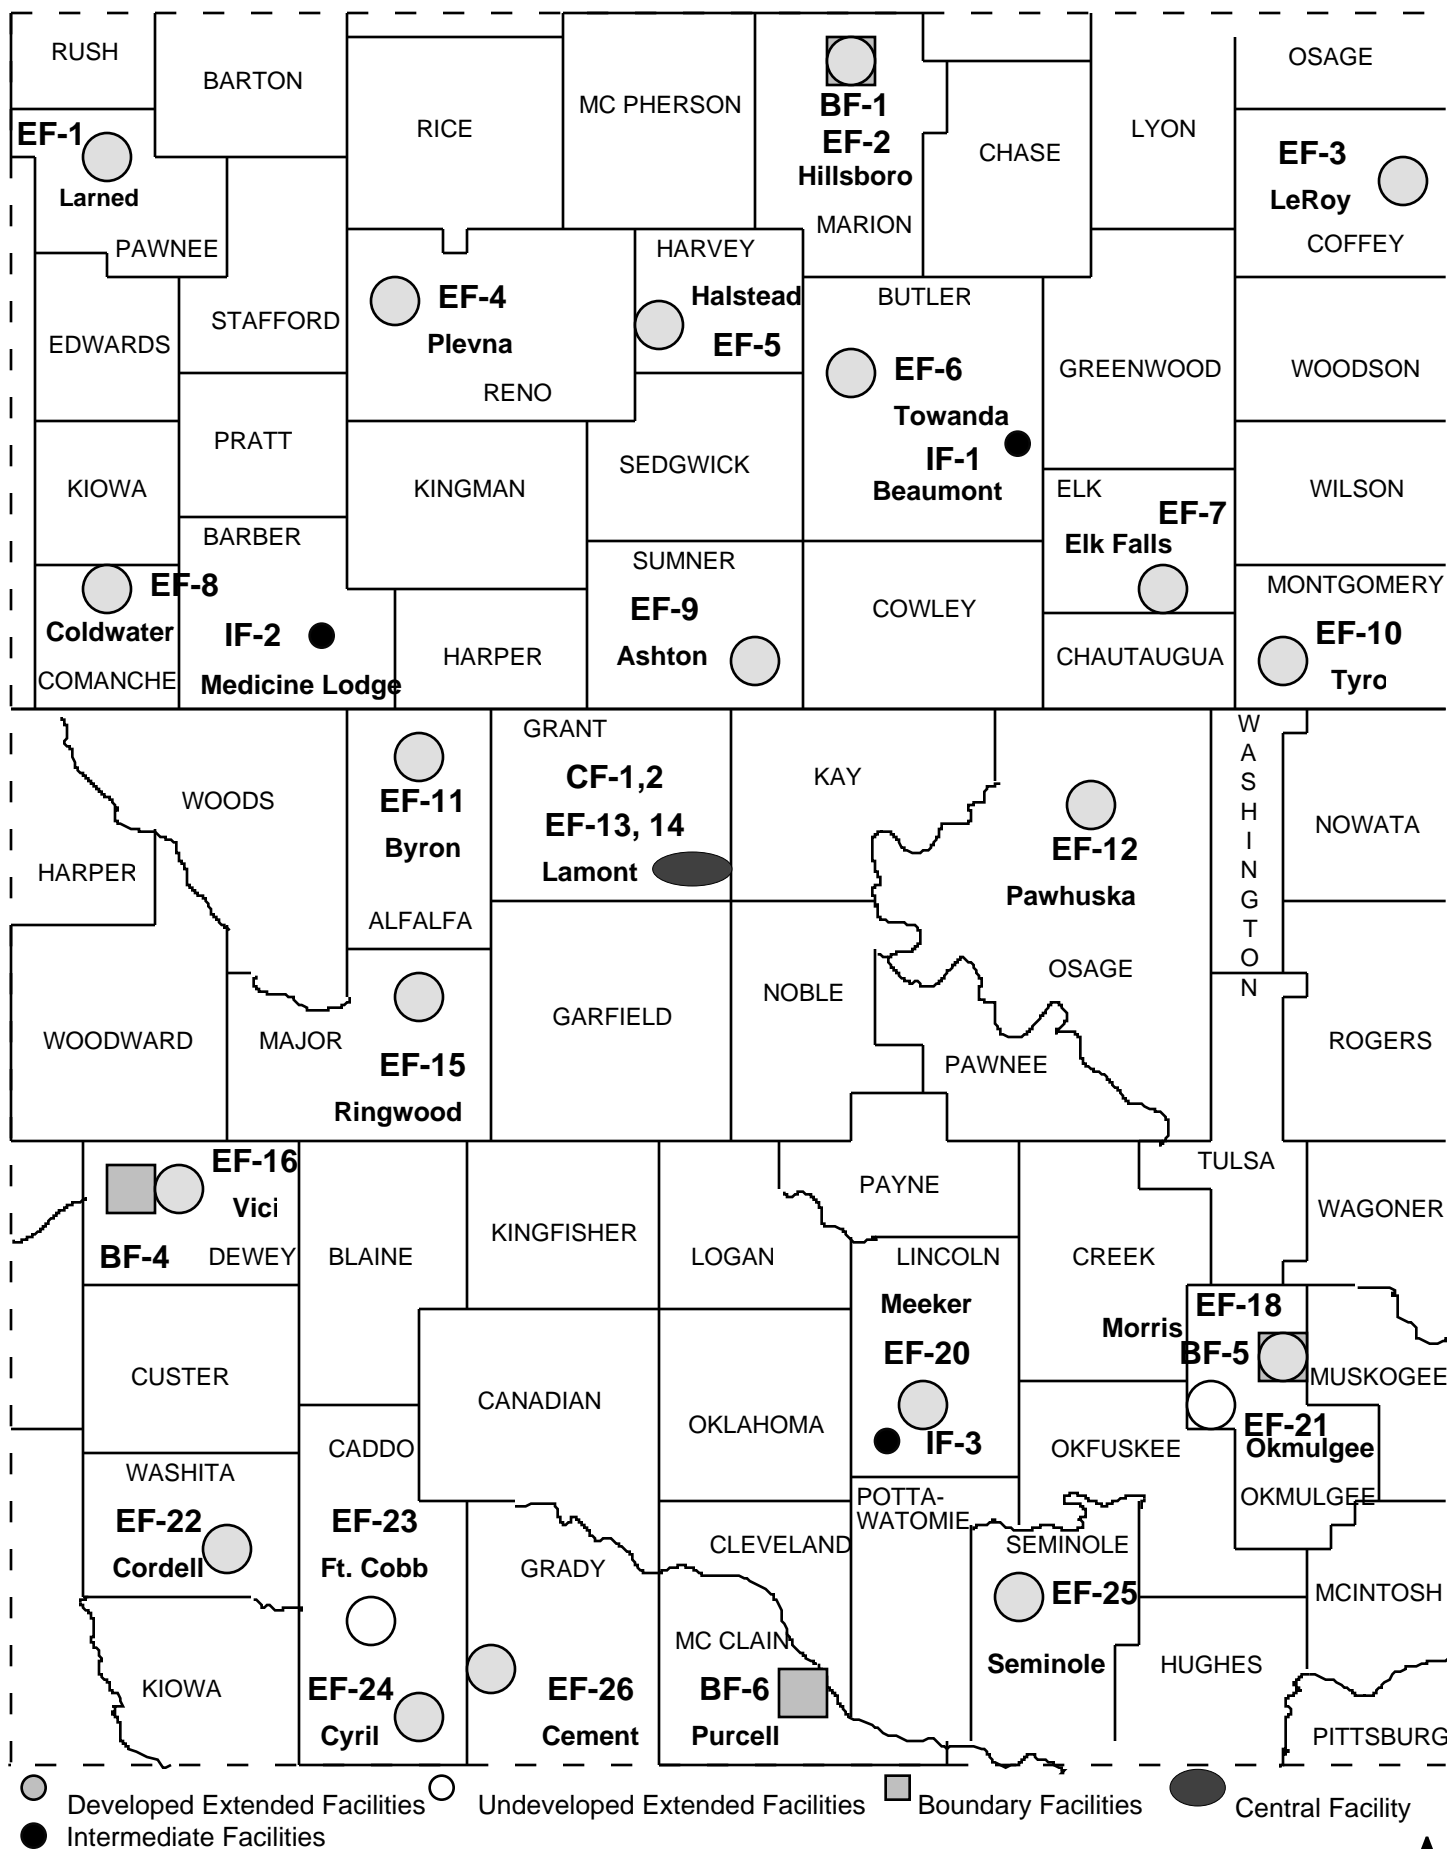 RUSH
BARTON
RICE
MC PHERSON
BF-1
EF-2
Hillsboro
MARION
CHASE
LYON
OSAGE
EF-1
Larned
PAWNEE
EF-3
LeRoy
COFFEY
HARVEY
Halstead
EF-5
EF-4
Plevna
RENO
STAFFORD
EDWARDS
BUTLER
EF-6
Towanda
IF-1
Beaumont
GREENWOOD
WOODSON
PRATT
KIOWA
KINGMAN
SEDGWICK
ELK
EF-7
Elk Falls
WILSON
BARBER
EF-8
Coldwater
COMANCHE
IF-2
Medicine Lodge
HARPER
SUMNER
EF-9
Ashton
COWLEY
CHAUTAUGUA
MONTGOMERY
EF-10
Tyro
WOODS
HARPER
EF-11
Byron
ALFALFA
GRANT
CF-1,2
EF-13, 14
Lamont
KAY
EF-12
Pawhuska
OSAGE
WASHINGTON
NOWATA
WOODWARD
MAJOR
EF-15
Ringwood
GARFIELD
NOBLE
PAWNEE
ROGERS
EF-16
Vici
BF-4
DEWEY
BLAINE
KINGFISHER
LOGAN
PAYNE
LINCOLN
Meeker
EF-20
IF-3
CREEK
TULSA
WAGONER
EF-18
Morris
BF-5
MUSKOGEE
EF-21
Okmulgee
OKMULGEE
CUSTER
CANADIAN
OKLAHOMA
OKFUSKEE
WASHITA
EF-22
Cordell
CADDO
EF-23
Ft. Cobb
GRADY
CLEVELAND
POTTA-
WATOMIE
SEMINOLE
EF-25
Seminole
MCINTOSH
KIOWA
EF-24
Cyril
EF-26
Cement
MC CLAIN
BF-6
Purcell
HUGHES
PITTSBURG
Developed Extended Facilities
Undeveloped Extended Facilities
Boundary Facilities
Central Facility
Intermediate Facilities